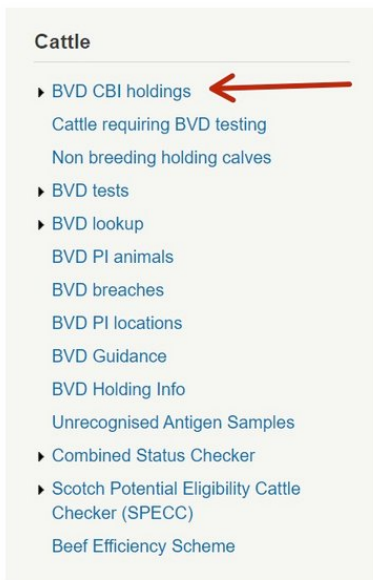 Cattle
BVD CBI holdings
Cattle requiring BVD testing
Non breeding holding calves
BVD tests
BVD lookup
BVD PI animals
BVD breaches
BVD PI locations
BVD Guidance
BVD Holding Info
Unrecognised Antigen Samples
Combined Status Checker
Scotch Potential Eligibility Cattle
Checker (SPECC)
Beef Efficiency Scheme